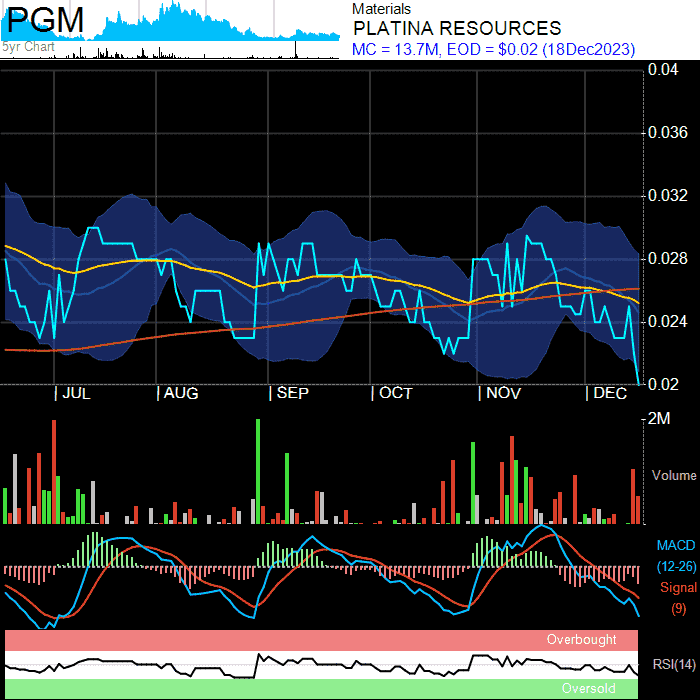 PGM
5yr Chart
Materials
PLATINA RESOURCES
MC = 13.7M, EOD = $0.02 (18Dec2023)
0.04
0.036
0.032
0.028
0.024
0.02
JUL AUG SEP OCT NOV DEC
2M
Volume
MACD
(12-26)
Signal
(9)
Overbought
RSI(14)
Oversold